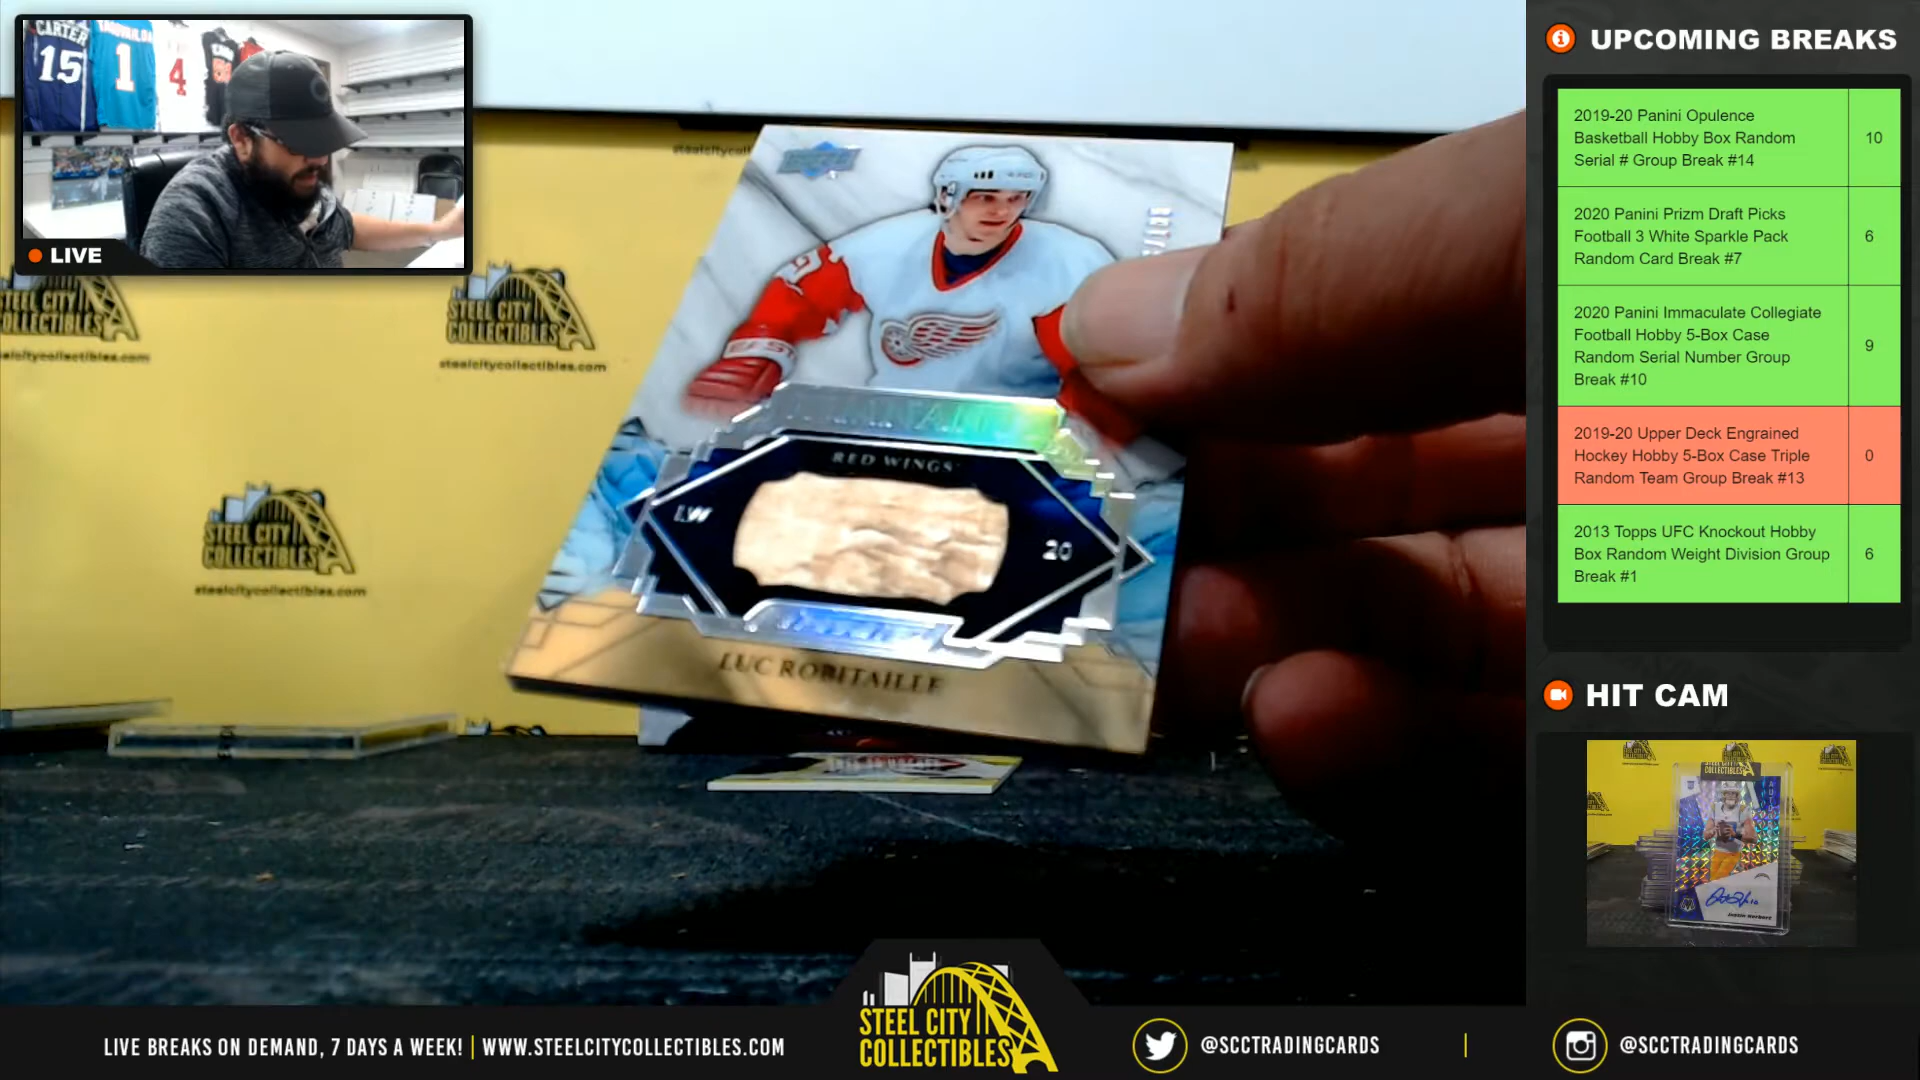 CARTER
15
1
4
LIVE
STEEL CITY
COLLECTIBLES
steelcitycollectibles.com
STEEL CITY
COLLECTIBLES
steelcitycollectibles.com
RED WINGS
LW
20
LUC ROBITAILLE
UPCOMING BREAKS
2019-20 Panini Opulence
Basketball Hobby Box Random
Serial # Group Break #14
10
2020 Panini Prizm Draft Picks
Football 3 White Sparkle Pack
Random Card Break #7
6
2020 Panini Immaculate Collegiate
Football Hobby 5-Box Case
Random Serial Number Group
Break #10
9
2019-20 Upper Deck Engrained
Hockey Hobby 5-Box Case Triple
Random Team Group Break #13
0
2013 Topps UFC Knockout Hobby
Box Random Weight Division Group
Break #1
6
HIT CAM
Justin Herbert
LIVE BREAKS ON DEMAND, 7 DAYS A WEEK! | WWW.STEELCITYCOLLECTIBLES.COM
STEEL CITY
COLLECTIBLES
@SCCTRADINGCARDS
@SCCTRADINGCARDS